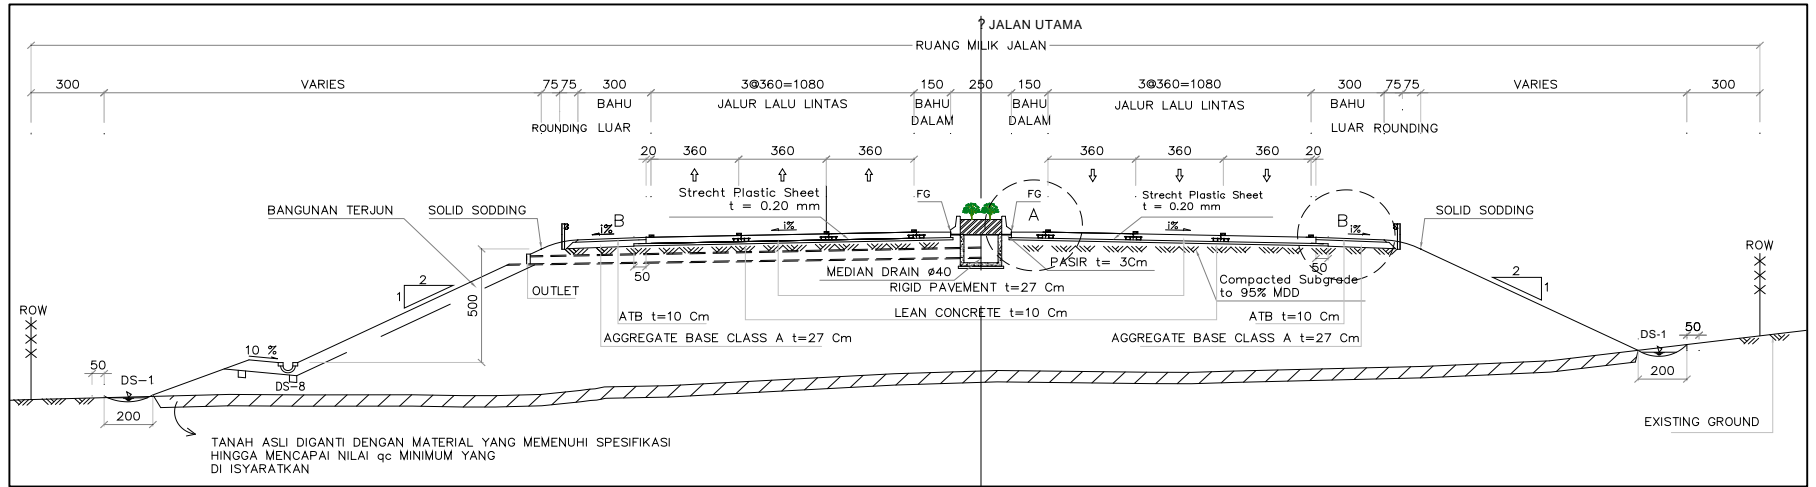 ? JALAN UTAMA
RUANG MILIK JALAN
300 VARIES 75 75 300 3@360=1080 150 250 150 3@360=1080 300 75 75 VARIES 300
BAHU JALUR LALU LINTAS BAHU BAHU JALUR LALU LINTAS BAHU
DALAM DALAM
ROUNDING LUAR LUAR ROUNDING
20 360 360 360 360 360 360 20
Strecht Plastic Sheet
t = 0.20 mm
FG
FG
Strecht Plastic Sheet
t = 0.20 mm
BANGUNAN TERJUN
SOLID SODDING
B
i%
i%
A
i%
B
i%
SOLID SODDING
ROW
PASIR t= 3Cm
MEDIAN DRAIN ø40
50
50
2
1
OUTLET
500
RIGID PAVEMENT t=27 Cm
Compacted Subgrade
to 95% MDD
2
1
ROW
LEAN CONCRETE t=10 Cm
ATB t=10 Cm
ATB t=10 Cm
AGGREGATE BASE CLASS A t=27 Cm
AGGREGATE BASE CLASS A t=27 Cm
DS-1
50
10 %
50
DS-1
DS-8
200
200
EXISTING GROUND
TANAH ASLI DIGANTI DENGAN MATERIAL YANG MEMENUHI SPESIFIKASI
HINGGA MENCAPAI NILAI qc MINIMUM YANG
DI ISYARATKAN